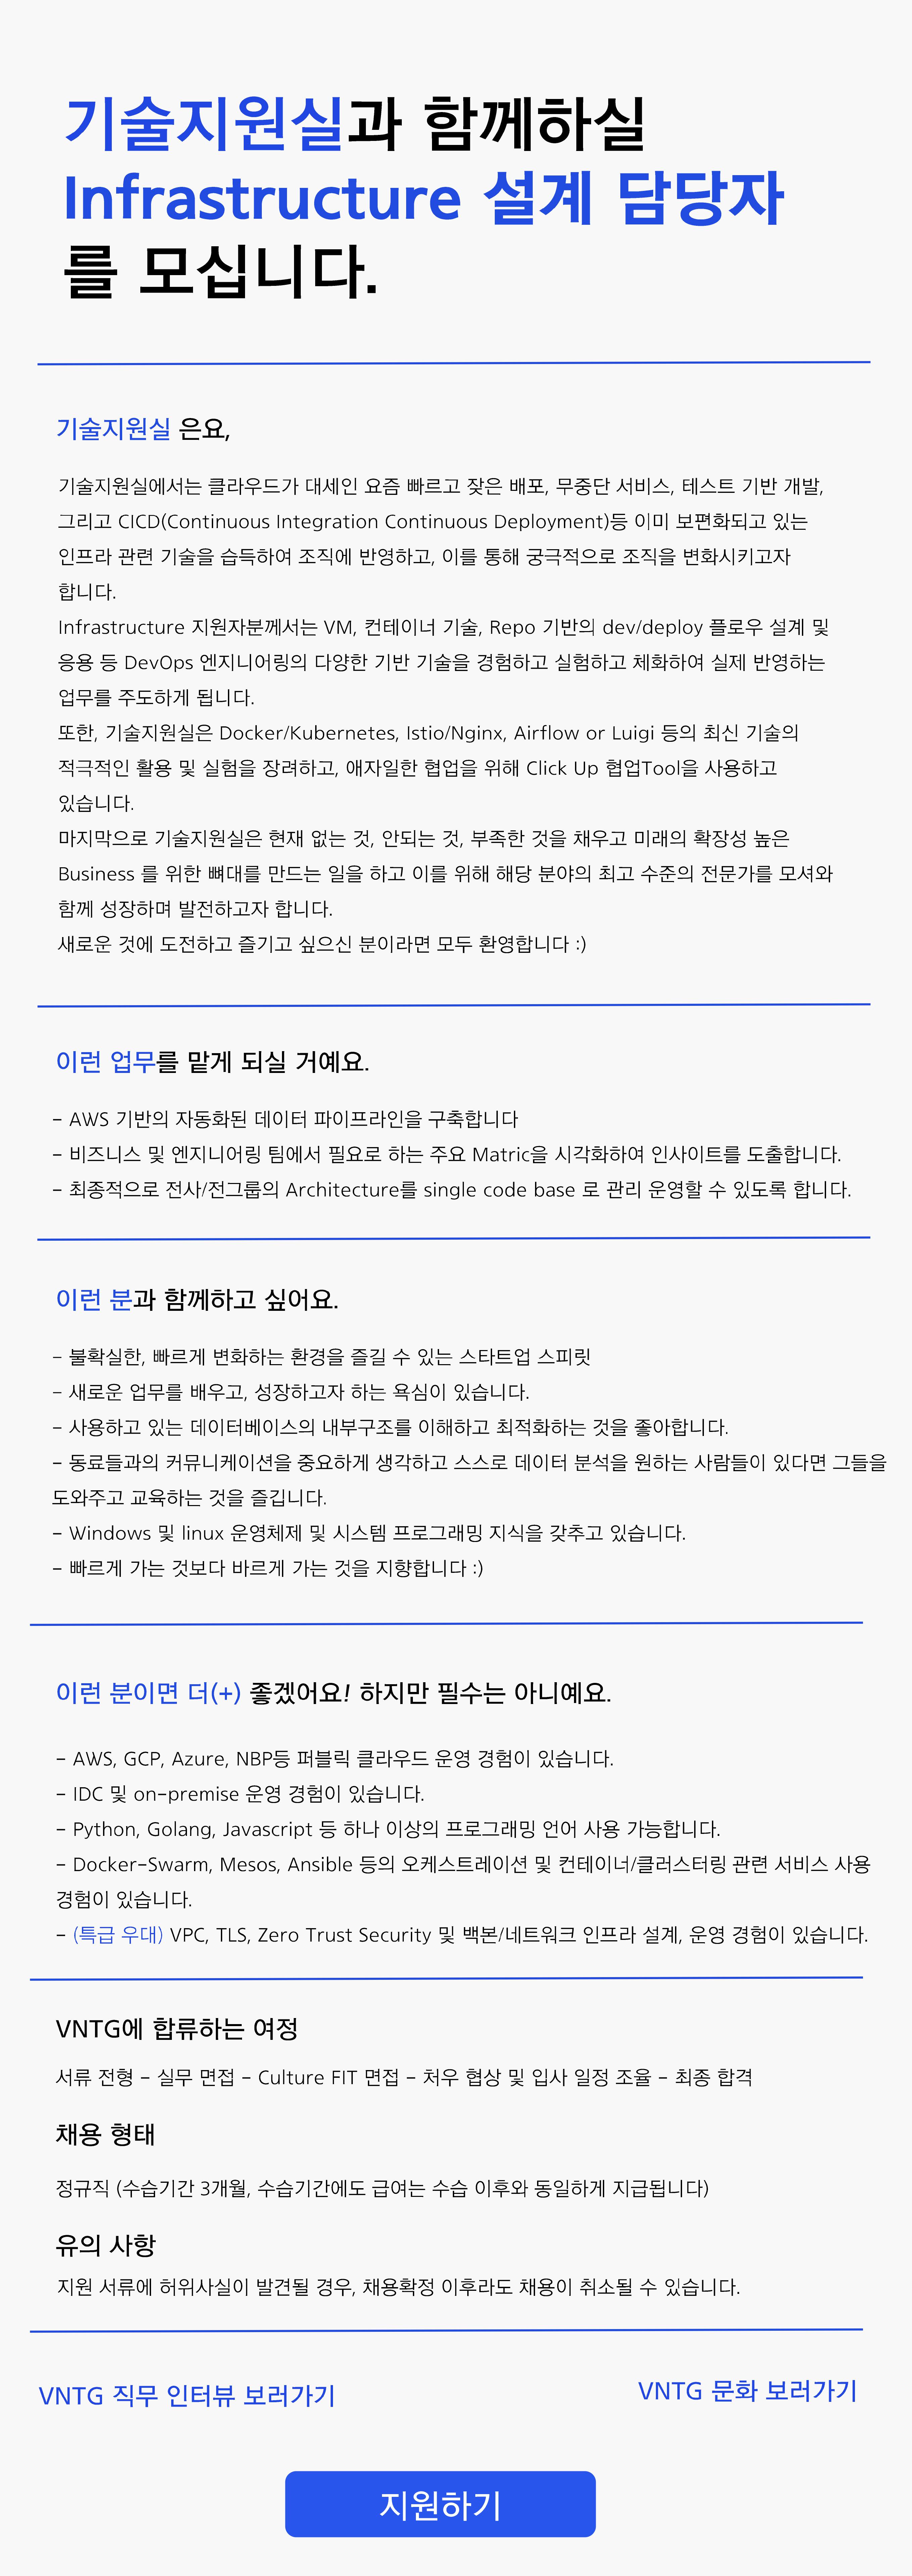 기술지원실과 함께하실
Infrastructure 설계 담당자
를 모십니다.
기술지원실 은요,
기술지원실에서는 클라우드가 대세인 요즘 빠르고 잦은 배포, 무중단 서비스, 테스트 기반 개발,
그리고 CICD(Continuous Integration Continuous Deployment)등 이미 보편화되고 있는
인프라 관련 기술을 습득하여 조직에 반영하고, 이를 통해 궁극적으로 조직을 변화시키고자
합니다.
Infrastructure 지원자분께서는 VM, 컨테이너 기술, Repo 기반의 dev/deploy 플로우 설계 및
응용 등 DevOps 엔지니어링의 다양한 기반 기술을 경험하고 실험하고 체화하여 실제 반영하는
업무를 주도하게 됩니다.
또한, 기술지원실은 Docker/Kubernetes, Istio/Nginx, Airflow or Luigi 등의 최신 기술의
적극적인 활용 및 실험을 장려하고, 애자일한 협업을 위해 Click Up 협업Tool을 사용하고
있습니다.
마지막으로 기술지원실은 현재 없는 것, 안되는 것, 부족한 것을 채우고 미래의 확장성 높은
Business 를 위한 뼈대를 만드는 일을 하고 이를 위해 해당 분야의 최고 수준의 전문가를 모셔와
함께 성장하며 발전하고자 합니다.
새로운 것에 도전하고 즐기고 싶으신 분이라면 모두 환영합니다 :)
이런 업무를 맡게 되실 거예요.
- AWS 기반의 자동화된 데이터 파이프라인을 구축합니다
- 비즈니스 및 엔지니어링 팀에서 필요로 하는 주요 Matric을 시각화하여 인사이트를 도출합니다.
- 최종적으로 전사/전그룹의 Architecture를 single code base 로 관리 운영할 수 있도록 합니다.
이런 분과 함께하고 싶어요.
- 불확실한, 빠르게 변화하는 환경을 즐길 수 있는 스타트업 스피릿
- 새로운 업무를 배우고, 성장하고자 하는 욕심이 있습니다.
- 사용하고 있는 데이터베이스의 내부구조를 이해하고 최적화하는 것을 좋아합니다.
- 동료들과의 커뮤니케이션을 중요하게 생각하고 스스로 데이터 분석을 원하는 사람들이 있다면 그들을
도와주고 교육하는 것을 즐깁니다.
- Windows 및 linux 운영체제 및 시스템 프로그래밍 지식을 갖추고 있습니다.
- 빠르게 가는 것보다 바르게 가는 것을 지향합니다 :)
이런 분이면 더(+) 좋겠어요! 하지만 필수는 아니예요.
- AWS, GCP, Azure, NBP등 퍼블릭 클라우드 운영 경험이 있습니다.
- IDC 및 on-premise 운영 경험이 있습니다.
- Python, Golang, Javascript 등 하나 이상의 프로그래밍 언어 사용 가능합니다.
- Docker-Swarm, Mesos, Ansible 등의 오케스트레이션 및 컨테이너/클러스터링 관련 서비스 사용
경험이 있습니다.
- (특급 우대) VPC, TLS, Zero Trust Security 및 백본/네트워크 인프라 설계, 운영 경험이 있습니다.
VNTG에 합류하는 여정
서류 전형 - 실무 면접 - Culture FIT 면접 - 처우 협상 및 입사 일정 조율 - 최종 합격
채용 형태
정규직 (수습기간 3개월, 수습기간에도 급여는 수습 이후와 동일하게 지급됩니다)
유의 사항
지원 서류에 허위사실이 발견될 경우, 채용확정 이후라도 채용이 취소될 수 있습니다.
VNTG 직무 인터뷰 보러가기
VNTG 문화 보러가기
지원하기